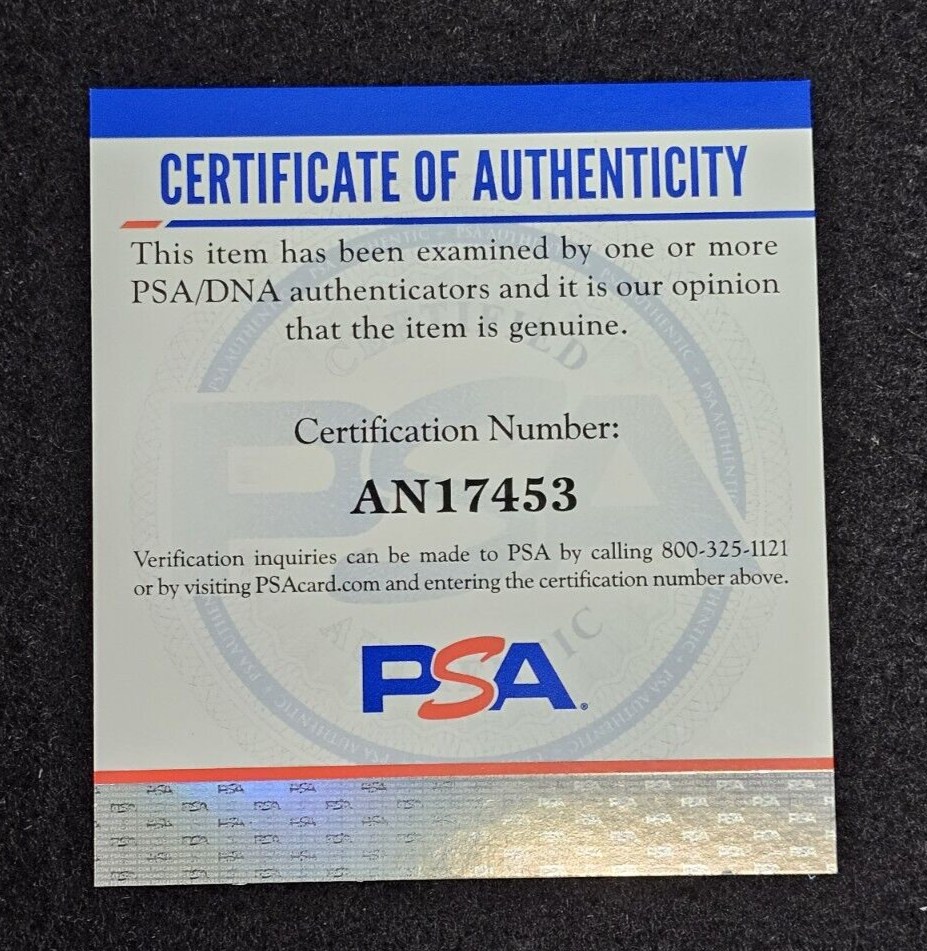 CERTIFICATE OF AUTHENTICITY
This item has been examined by one or more
PSA/DNA authenticators and it is our opinion
that the item is genuine.
CERTIFIED
Certification Number:
AN17453
Verification inquiries can be made to PSA by calling 800-325-1121
or by visiting PSAcard.com and entering the certification number above.
PSA®